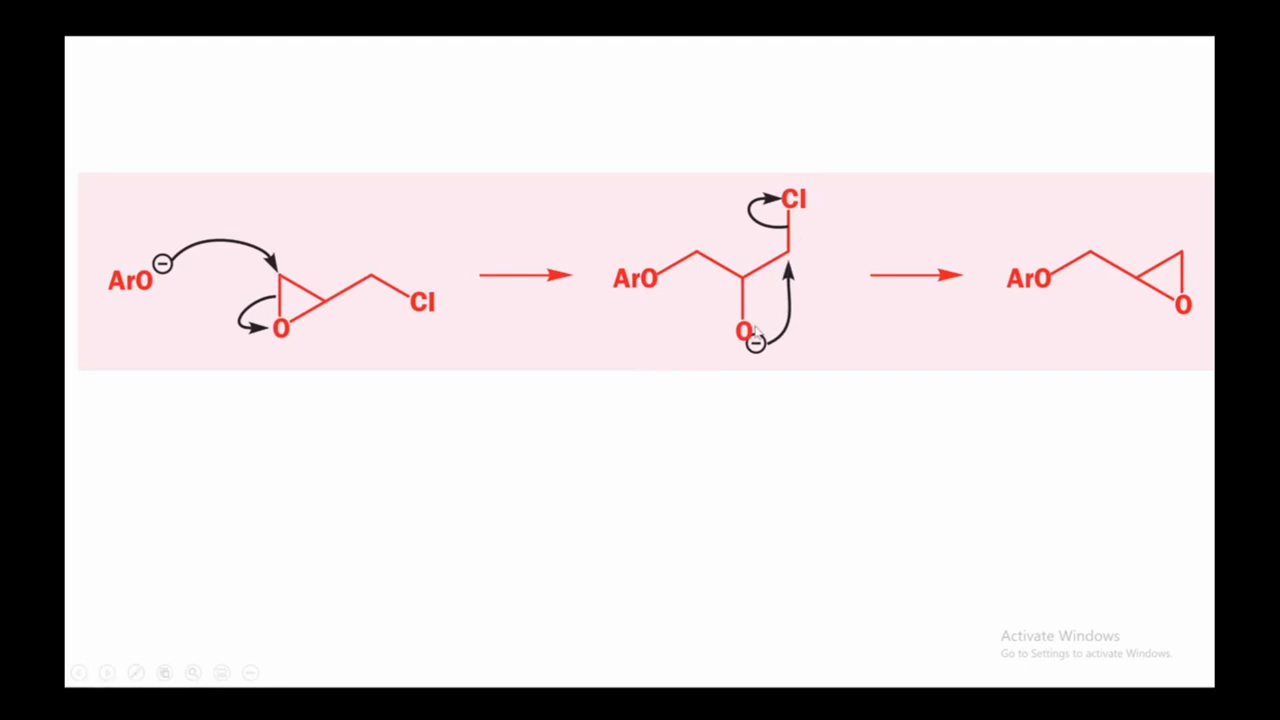 Cl
ArO ⊖
O
Cl
ArO
O ⊖
ArO
O
Activate Windows
Go to Settings to activate Windows.